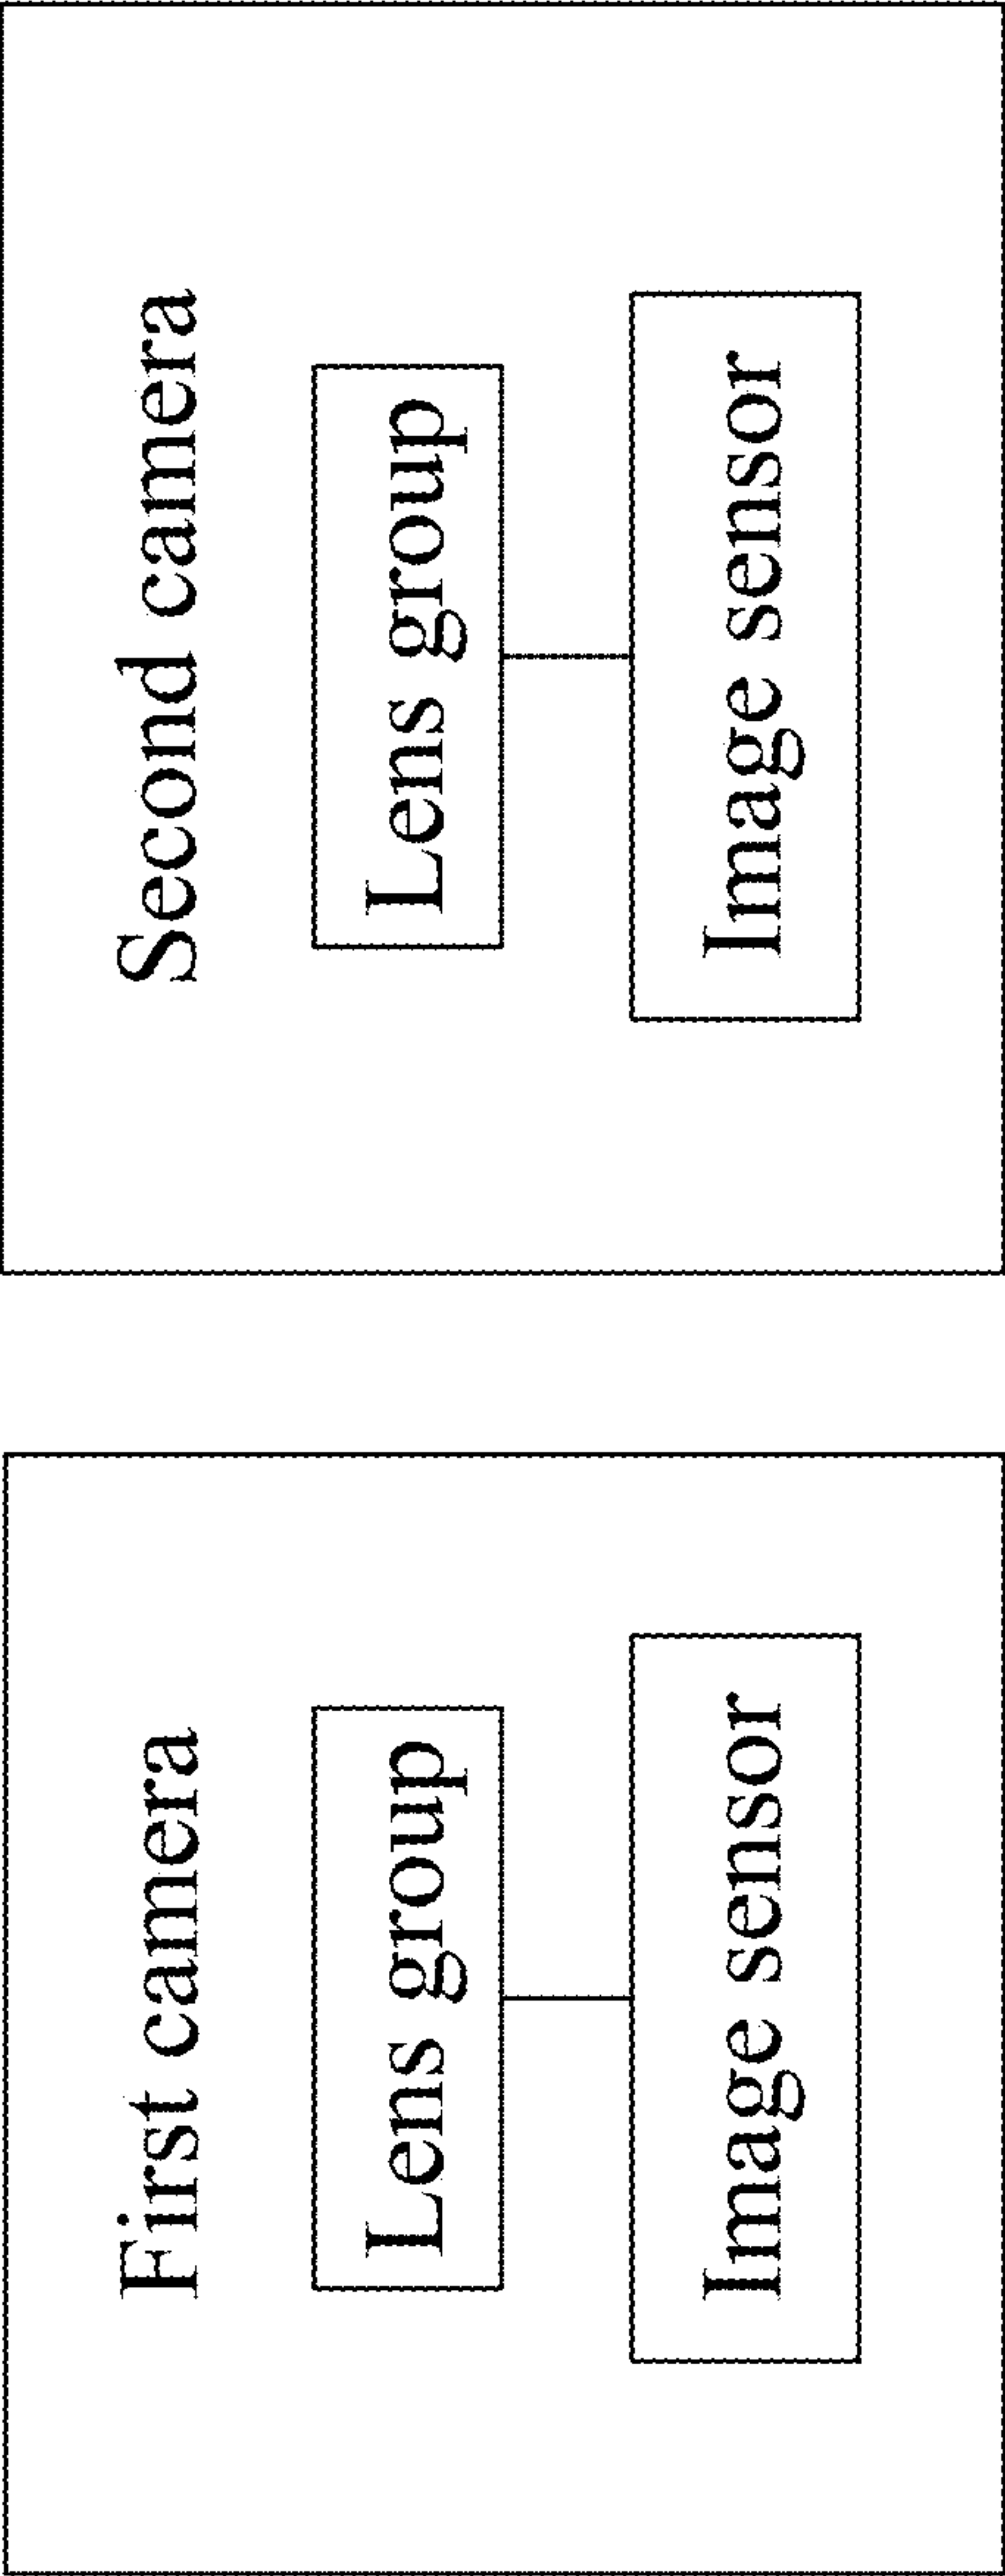 First camera
Lens group
Image sensor
Second camera
Lens group
Image sensor